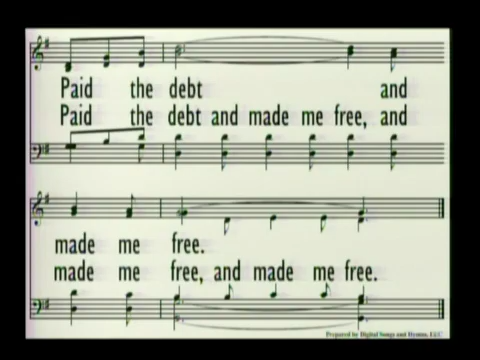 Paid the debt and
Paid the debt and made me free, and
made me free.
made me free, and made me free.
Prepared by Digital Songs and Hymns, LLC